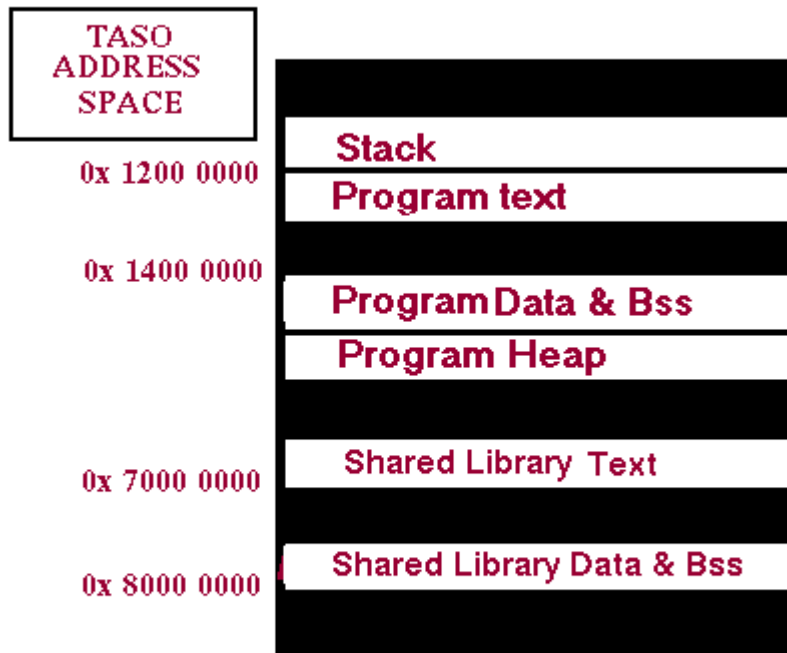 TASO
ADDRESS
SPACE
Stack
0x 1200 0000
Program text
0x 1400 0000
Program Data & Bss
Program Heap
Shared Library Text
0x 7000 0000
Shared Library Data & Bss
0x 8000 0000